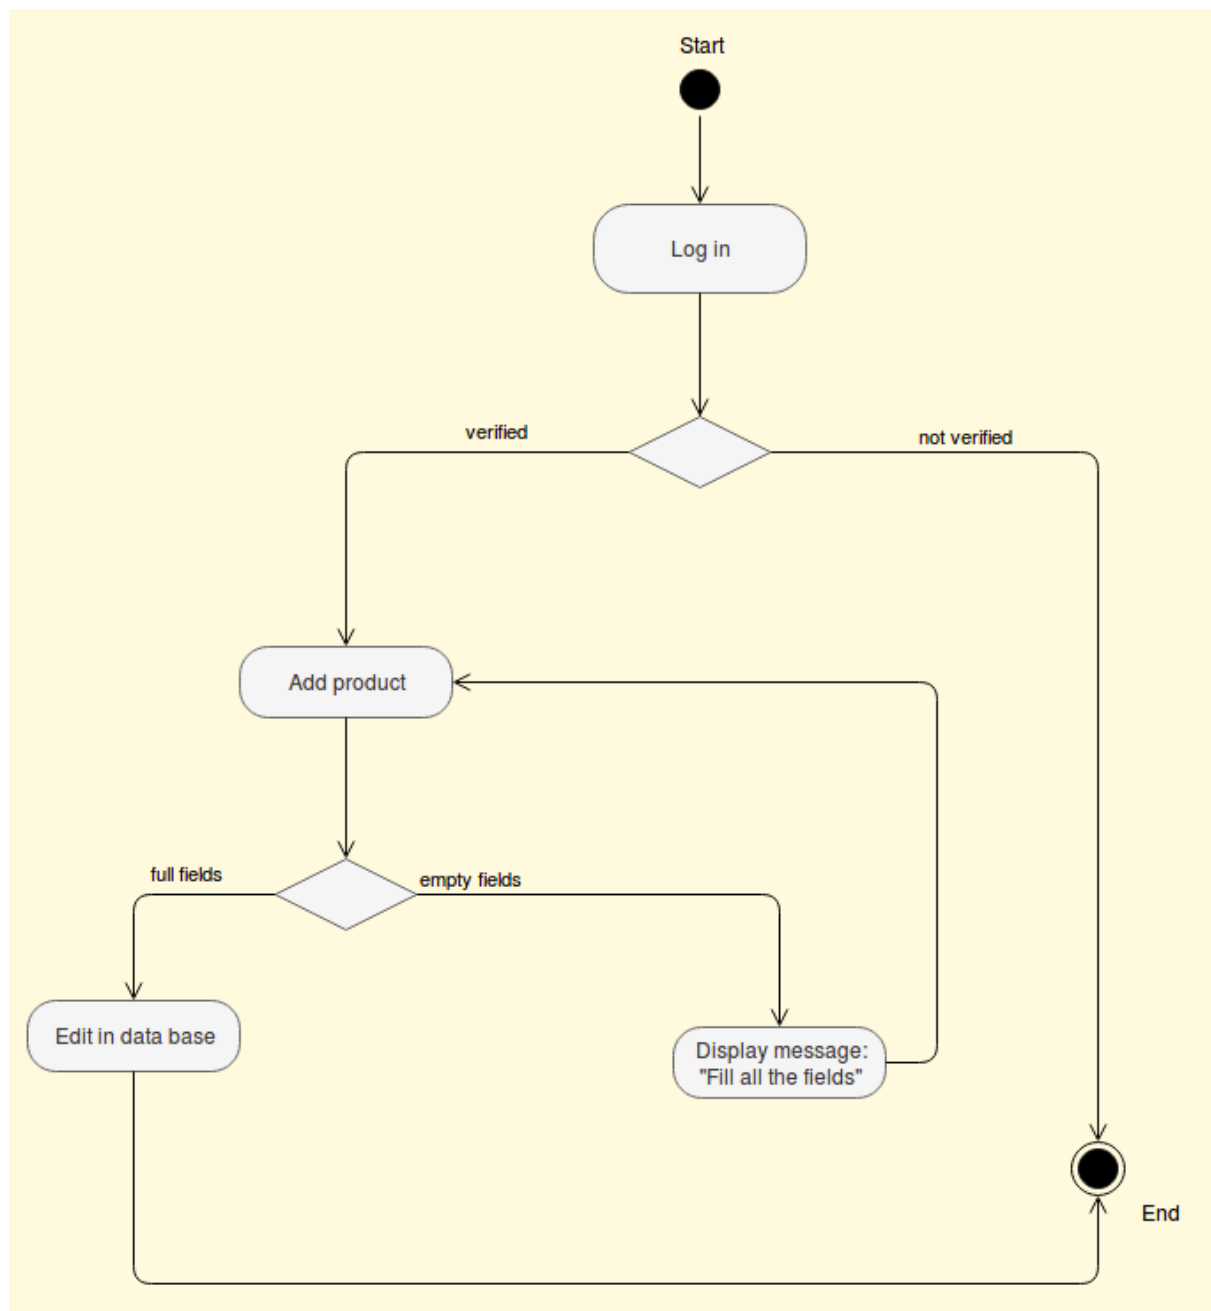 Start
Log in
verified
not verified
Add product
full fields
empty fields
Edit in data base
Display message:
"Fill all the fields"
End